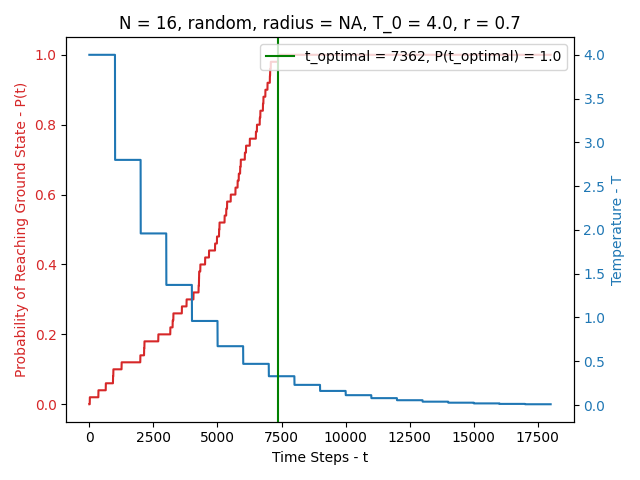 N = 16, random, radius = NA, T_0 = 4.0, r = 0.7
t_optimal = 7362, P(t_optimal) = 1.0
Probability of Reaching Ground State - P(t)
1.0
0.8
0.6
0.4
0.2
0.0
4.0
3.5
3.0
2.5
2.0
1.5
1.0
0.5
0.0
Temperature - T
0 2500 5000 7500 10000 12500 15000 17500
Time Steps - t